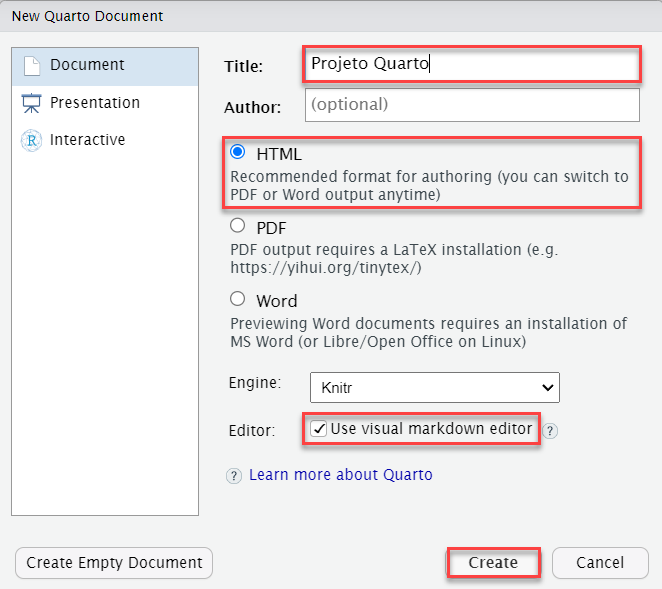 New Quarto Document
Document
Presentation
Interactive
Title:
Projeto Quarto
Author:
(optional)
HTML
Recommended format for authoring (you can switch to
PDF or Word output anytime)
PDF
PDF output requires a LaTeX installation (e.g.
https://yihui.org/tinytex/)
Word
Previewing Word documents requires an installation of
MS Word (or Libre/Open Office on Linux)
Engine:
Knitr
Editor:
Use visual markdown editor
?
? Learn more about Quarto
Create Empty Document
Create
Cancel